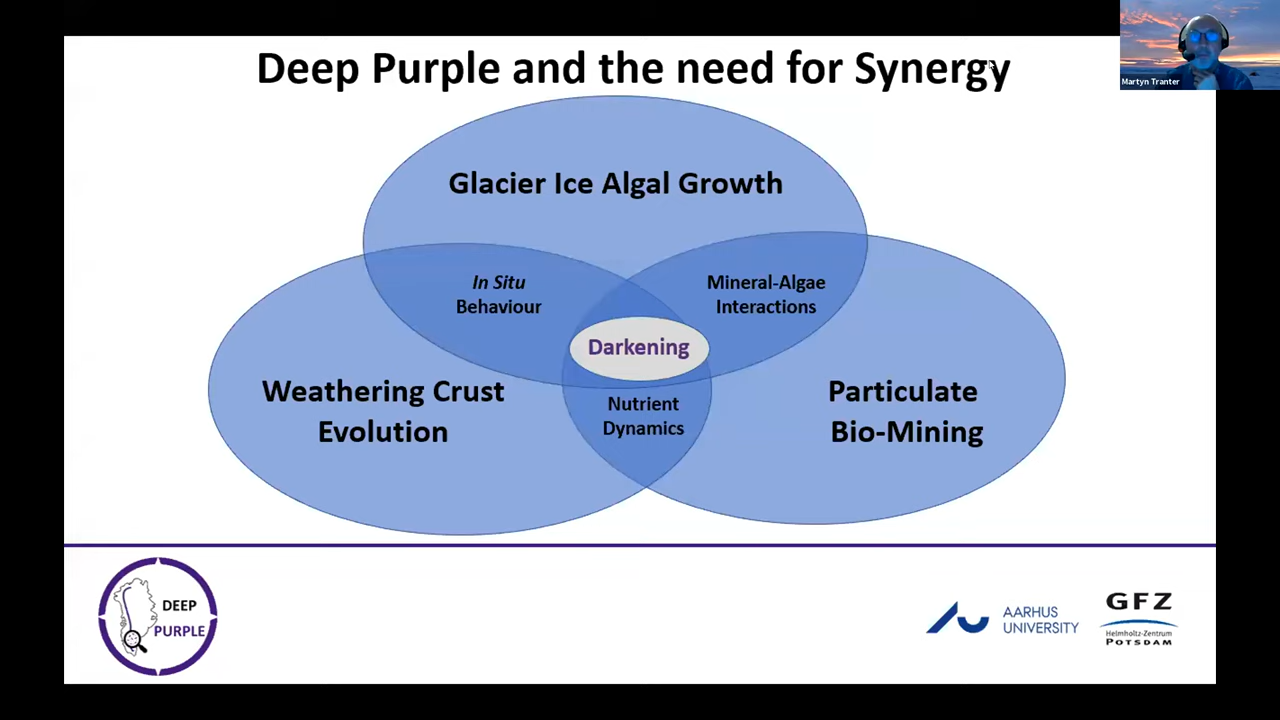 Deep Purple and the need for Synergy
Martyn Tranter
Glacier Ice Algal Growth
In Situ
Behaviour
Mineral-Algae
Interactions
Darkening
Weathering Crust
Evolution
Nutrient
Dynamics
Particulate
Bio-Mining
DEEP
PURPLE
AARHUS
UNIVERSITY
GFZ
Helmholtz-Zentrum
POTSDAM